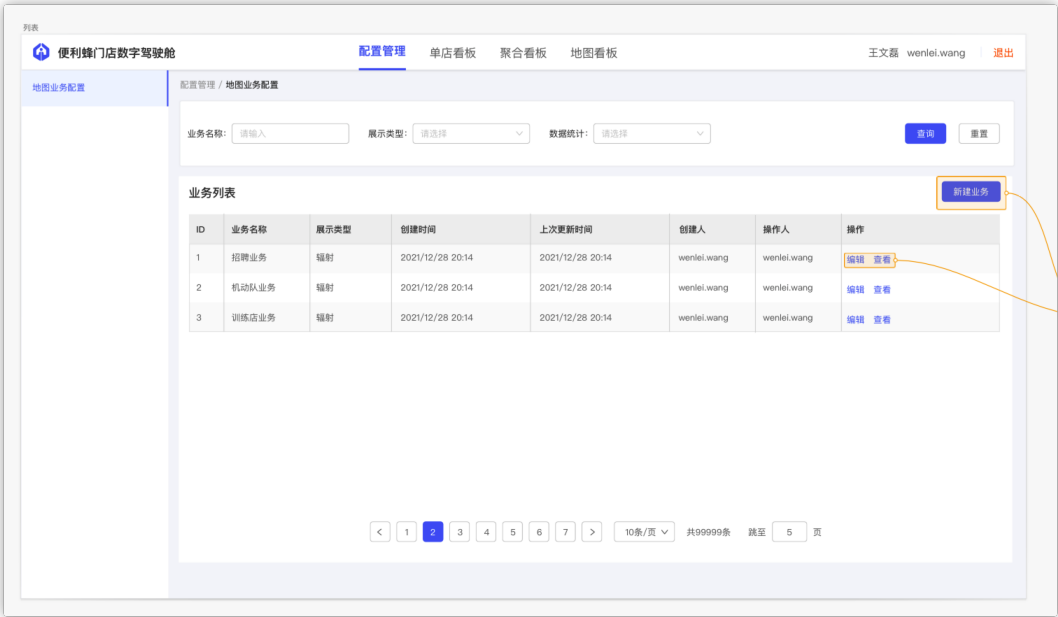 列表
便利蜂门店数字驾驶舱 配置管理 单店看板 聚合看板 地图看板 王文磊 wenlei.wang 退出
地图业务配置
配置管理 / 地图业务配置
业务名称: 请输入 展示类型: 请选择 数据统计: 请选择 查询 重置
业务列表 新建业务
ID 业务名称 展示类型 创建时间 上次更新时间 创建人 操作人 操作
1 招聘业务 辐射 2021/12/28 20:14 2021/12/28 20:14 wenlei.wang wenlei.wang 编辑 查看
2 机动队业务 辐射 2021/12/28 20:14 2021/12/28 20:14 wenlei.wang wenlei.wang 编辑 查看
3 训练店业务 辐射 2021/12/28 20:14 2021/12/28 20:14 wenlei.wang wenlei.wang 编辑 查看
< 1 2 3 4 5 6 7 > 10条/页 共99999条 跳至 5 页